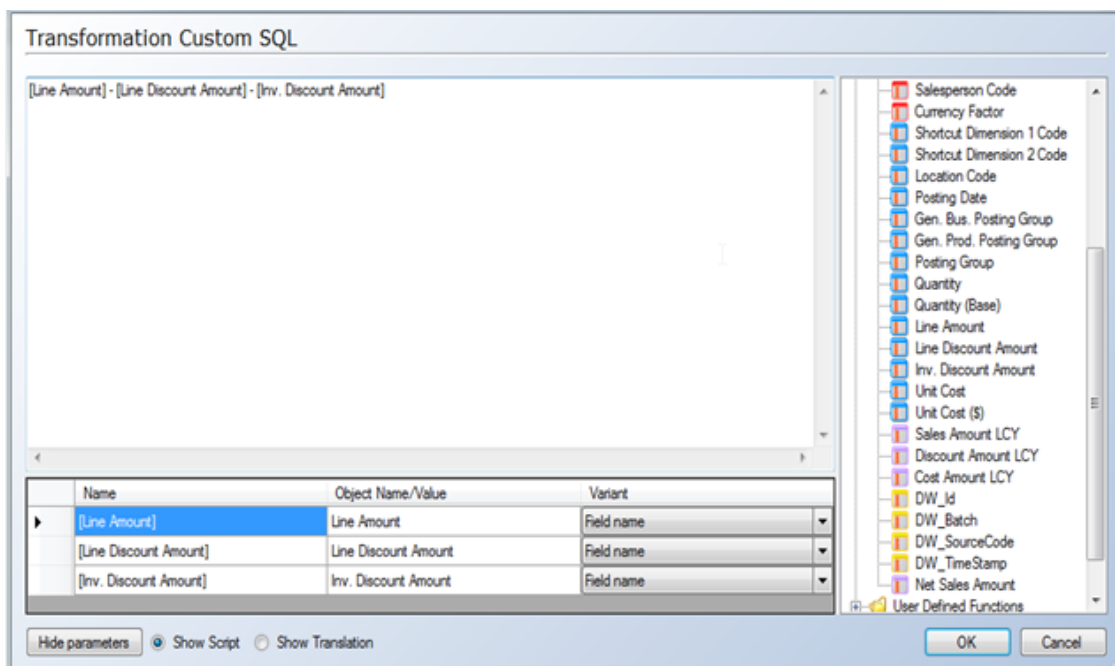 Transformation Custom SQL
[Line Amount] - [Line Discount Amount] - [Inv. Discount Amount]
Salesperson Code
Currency Factor
Shortcut Dimension 1 Code
Shortcut Dimension 2 Code
Location Code
Posting Date
Gen. Bus. Posting Group
Gen. Prod. Posting Group
Posting Group
Quantity
Quantity (Base)
Line Amount
Line Discount Amount
Inv. Discount Amount
Unit Cost
Unit Cost ($)
Sales Amount LCY
Discount Amount LCY
Cost Amount LCY
DW_Id
DW_Batch
DW_SourceCode
DW_TimeStamp
Net Sales Amount
User Defined Functions
Name Object Name/Value Variant
[Line Amount] Line Amount Field name
[Line Discount Amount] Line Discount Amount Field name
[Inv. Discount Amount] Inv. Discount Amount Field name
Hide parameters Show Script Show Translation OK Cancel